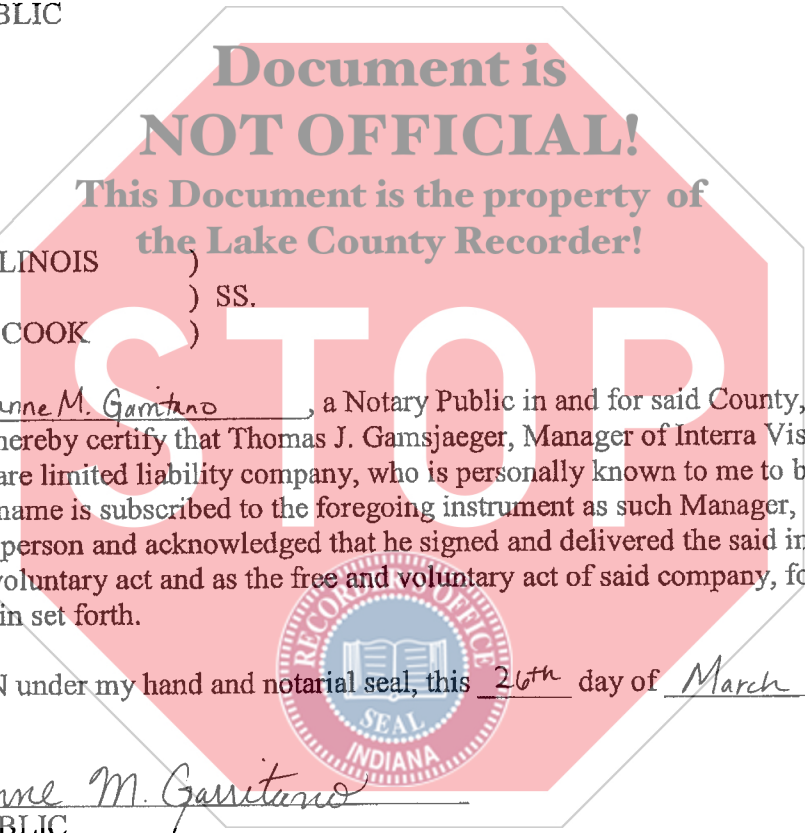 BLIC
Document is
NOT OFFICIAL!
This Document is the property of
the Lake County Recorder!
LINOIS )
) SS.
COOK )
STOP
nne M. Garritano, a Notary Public in and for said County,
hereby certify that Thomas J. Gamsjaeger, Manager of Interra Vis
are limited liability company, who is personally known to me to b
name is subscribed to the foregoing instrument as such Manager,
person and acknowledged that he signed and delivered the said in
voluntary act and as the free and voluntary act of said company, fo
in set forth.
RECORDER'S OFFICE
N under my hand and notarial seal, this 26th day of March
SEAL
INDIANA
nne M. Garritano
BLIC